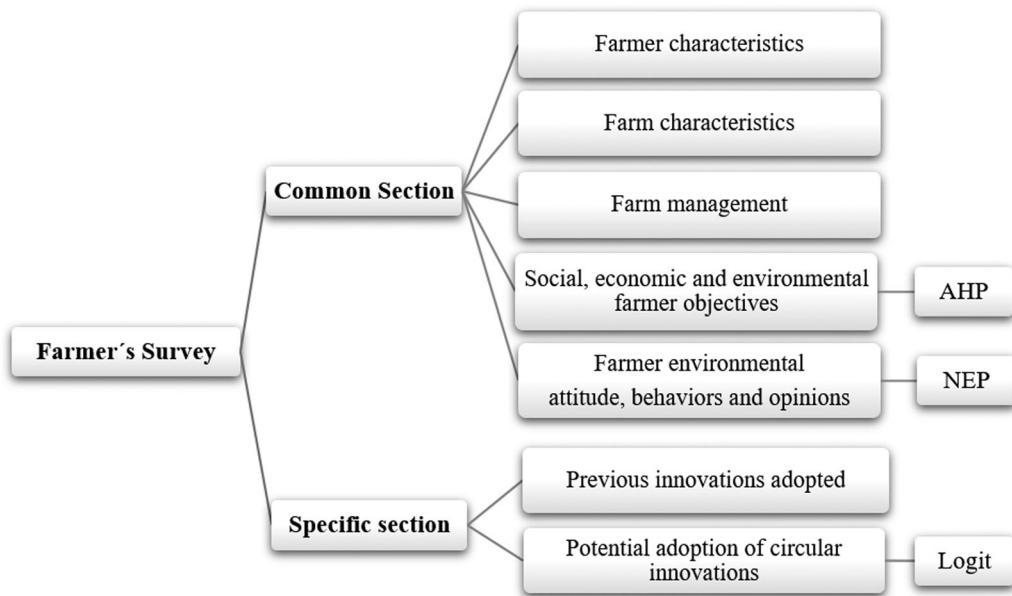 Farmer characteristics
Farm characteristics
Common Section
Farm management
Social, economic and environmental
farmer objectives
AHP
Farmer´s Survey
Farmer environmental
attitude, behaviors and opinions
NEP
Previous innovations adopted
Specific section
Potential adoption of circular
innovations
Logit